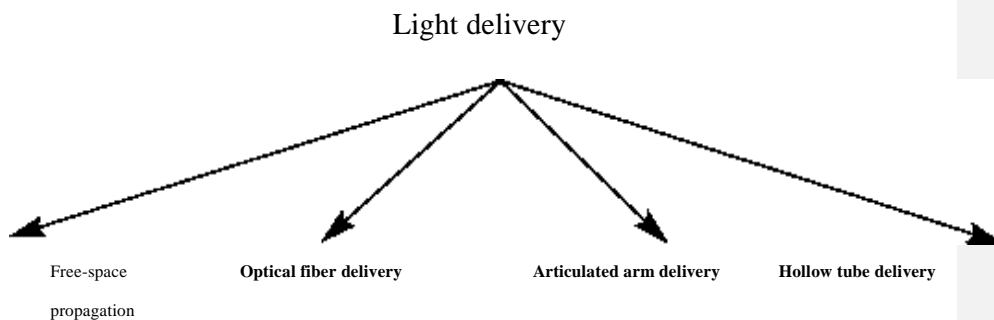 Light delivery
Free-space Optical fiber delivery Articulated arm delivery Hollow tube delivery
propagation